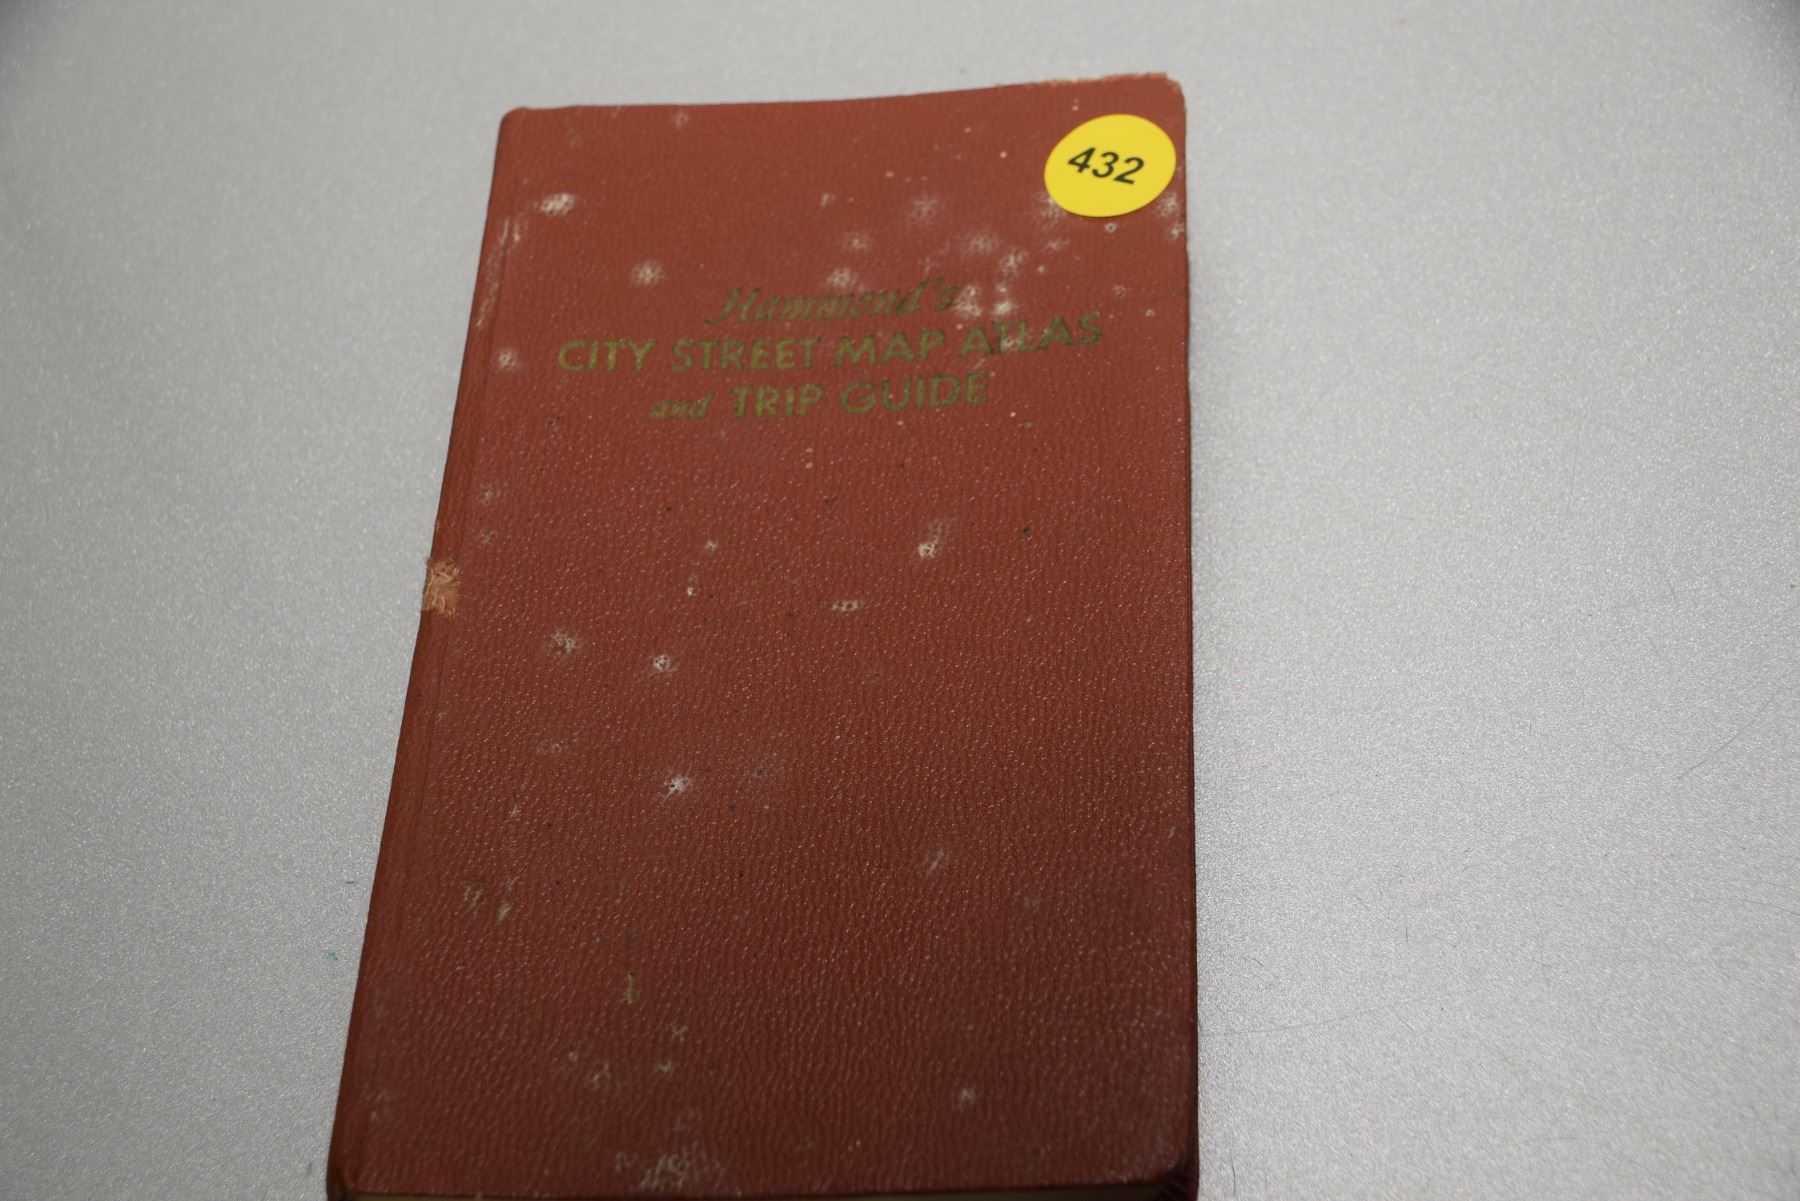 432
Hammond's
CITY STREET MAP ATLAS
and TRIP GUIDE